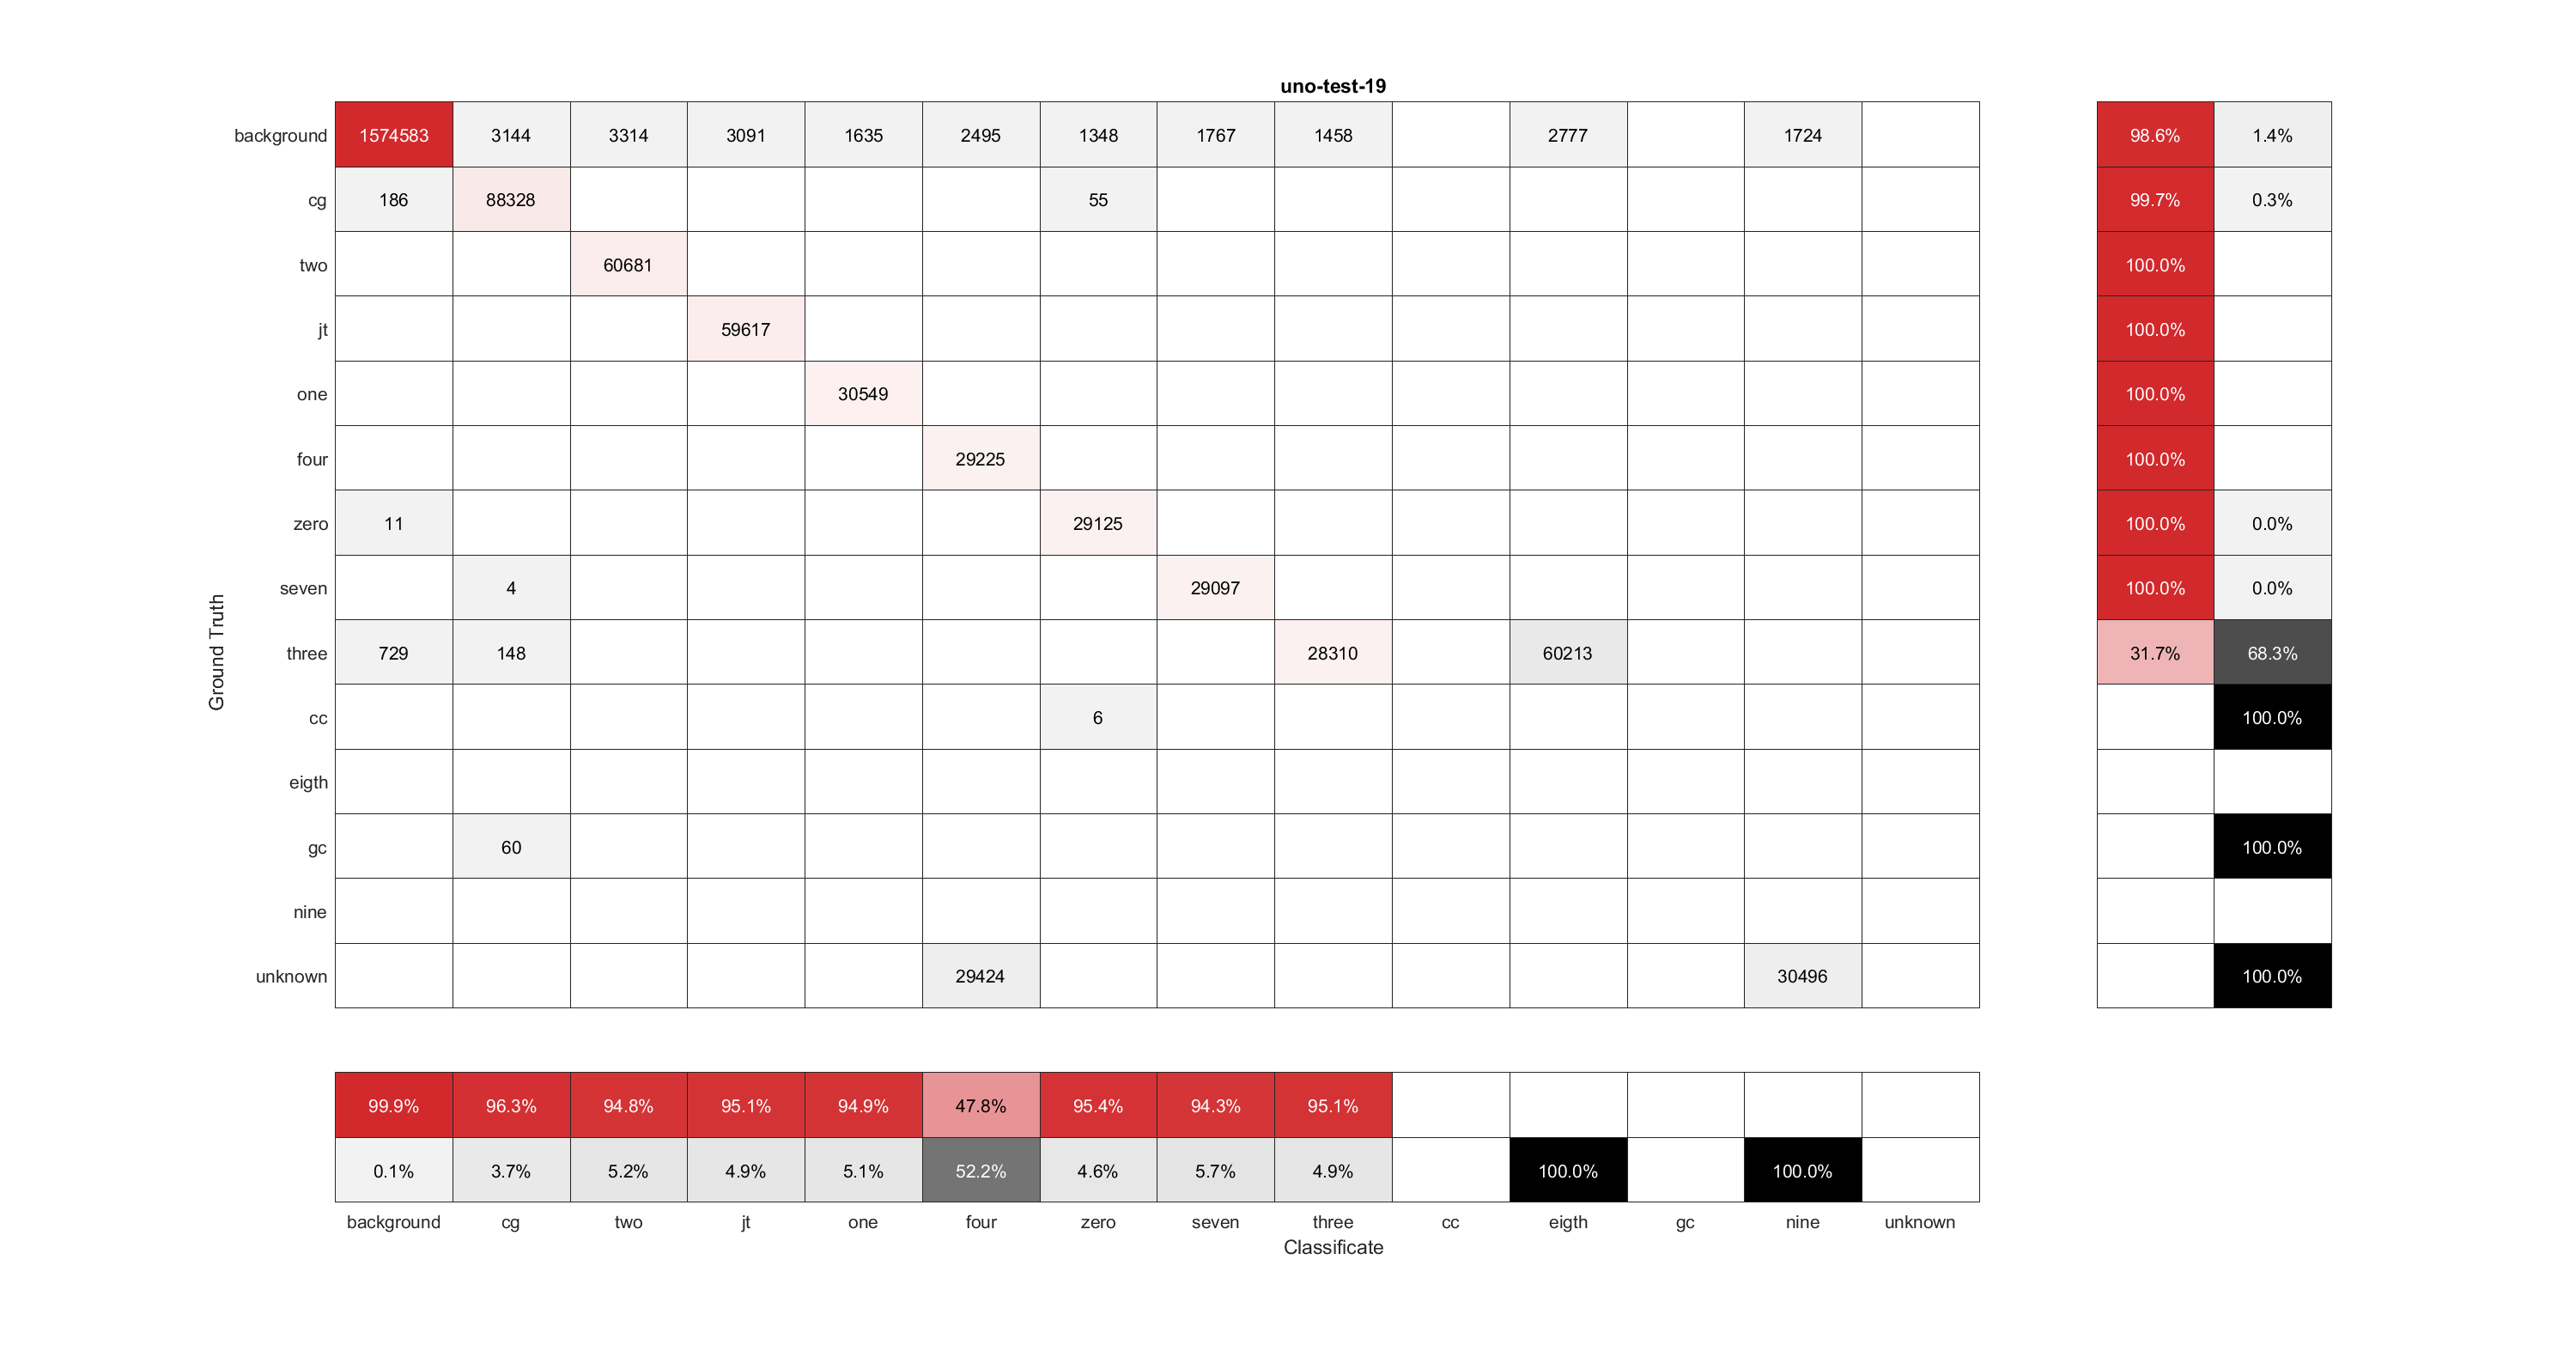 uno-test-19
background 1574583 3144 3314 3091 1635 2495 1348 1767 1458 2777 1724 98.6% 1.4%
cg 186 88328 55 99.7% 0.3%
two 60681 100.0%
jt 59617 100.0%
one 30549 100.0%
four 29225 100.0%
zero 11 29125 100.0% 0.0%
seven 4 29097 100.0% 0.0%
Ground Truth
three 729 148 28310 60213 31.7% 68.3%
cc 6 100.0%
eigth
gc 60 100.0%
nine
unknown 29424 30496 100.0%
99.9% 96.3% 94.8% 95.1% 94.9% 47.8% 95.4% 94.3% 95.1%
0.1% 3.7% 5.2% 4.9% 5.1% 52.2% 4.6% 5.7% 4.9% 100.0% 100.0%
background cg two jt one four zero seven three cc eigth gc nine unknown
Classificate